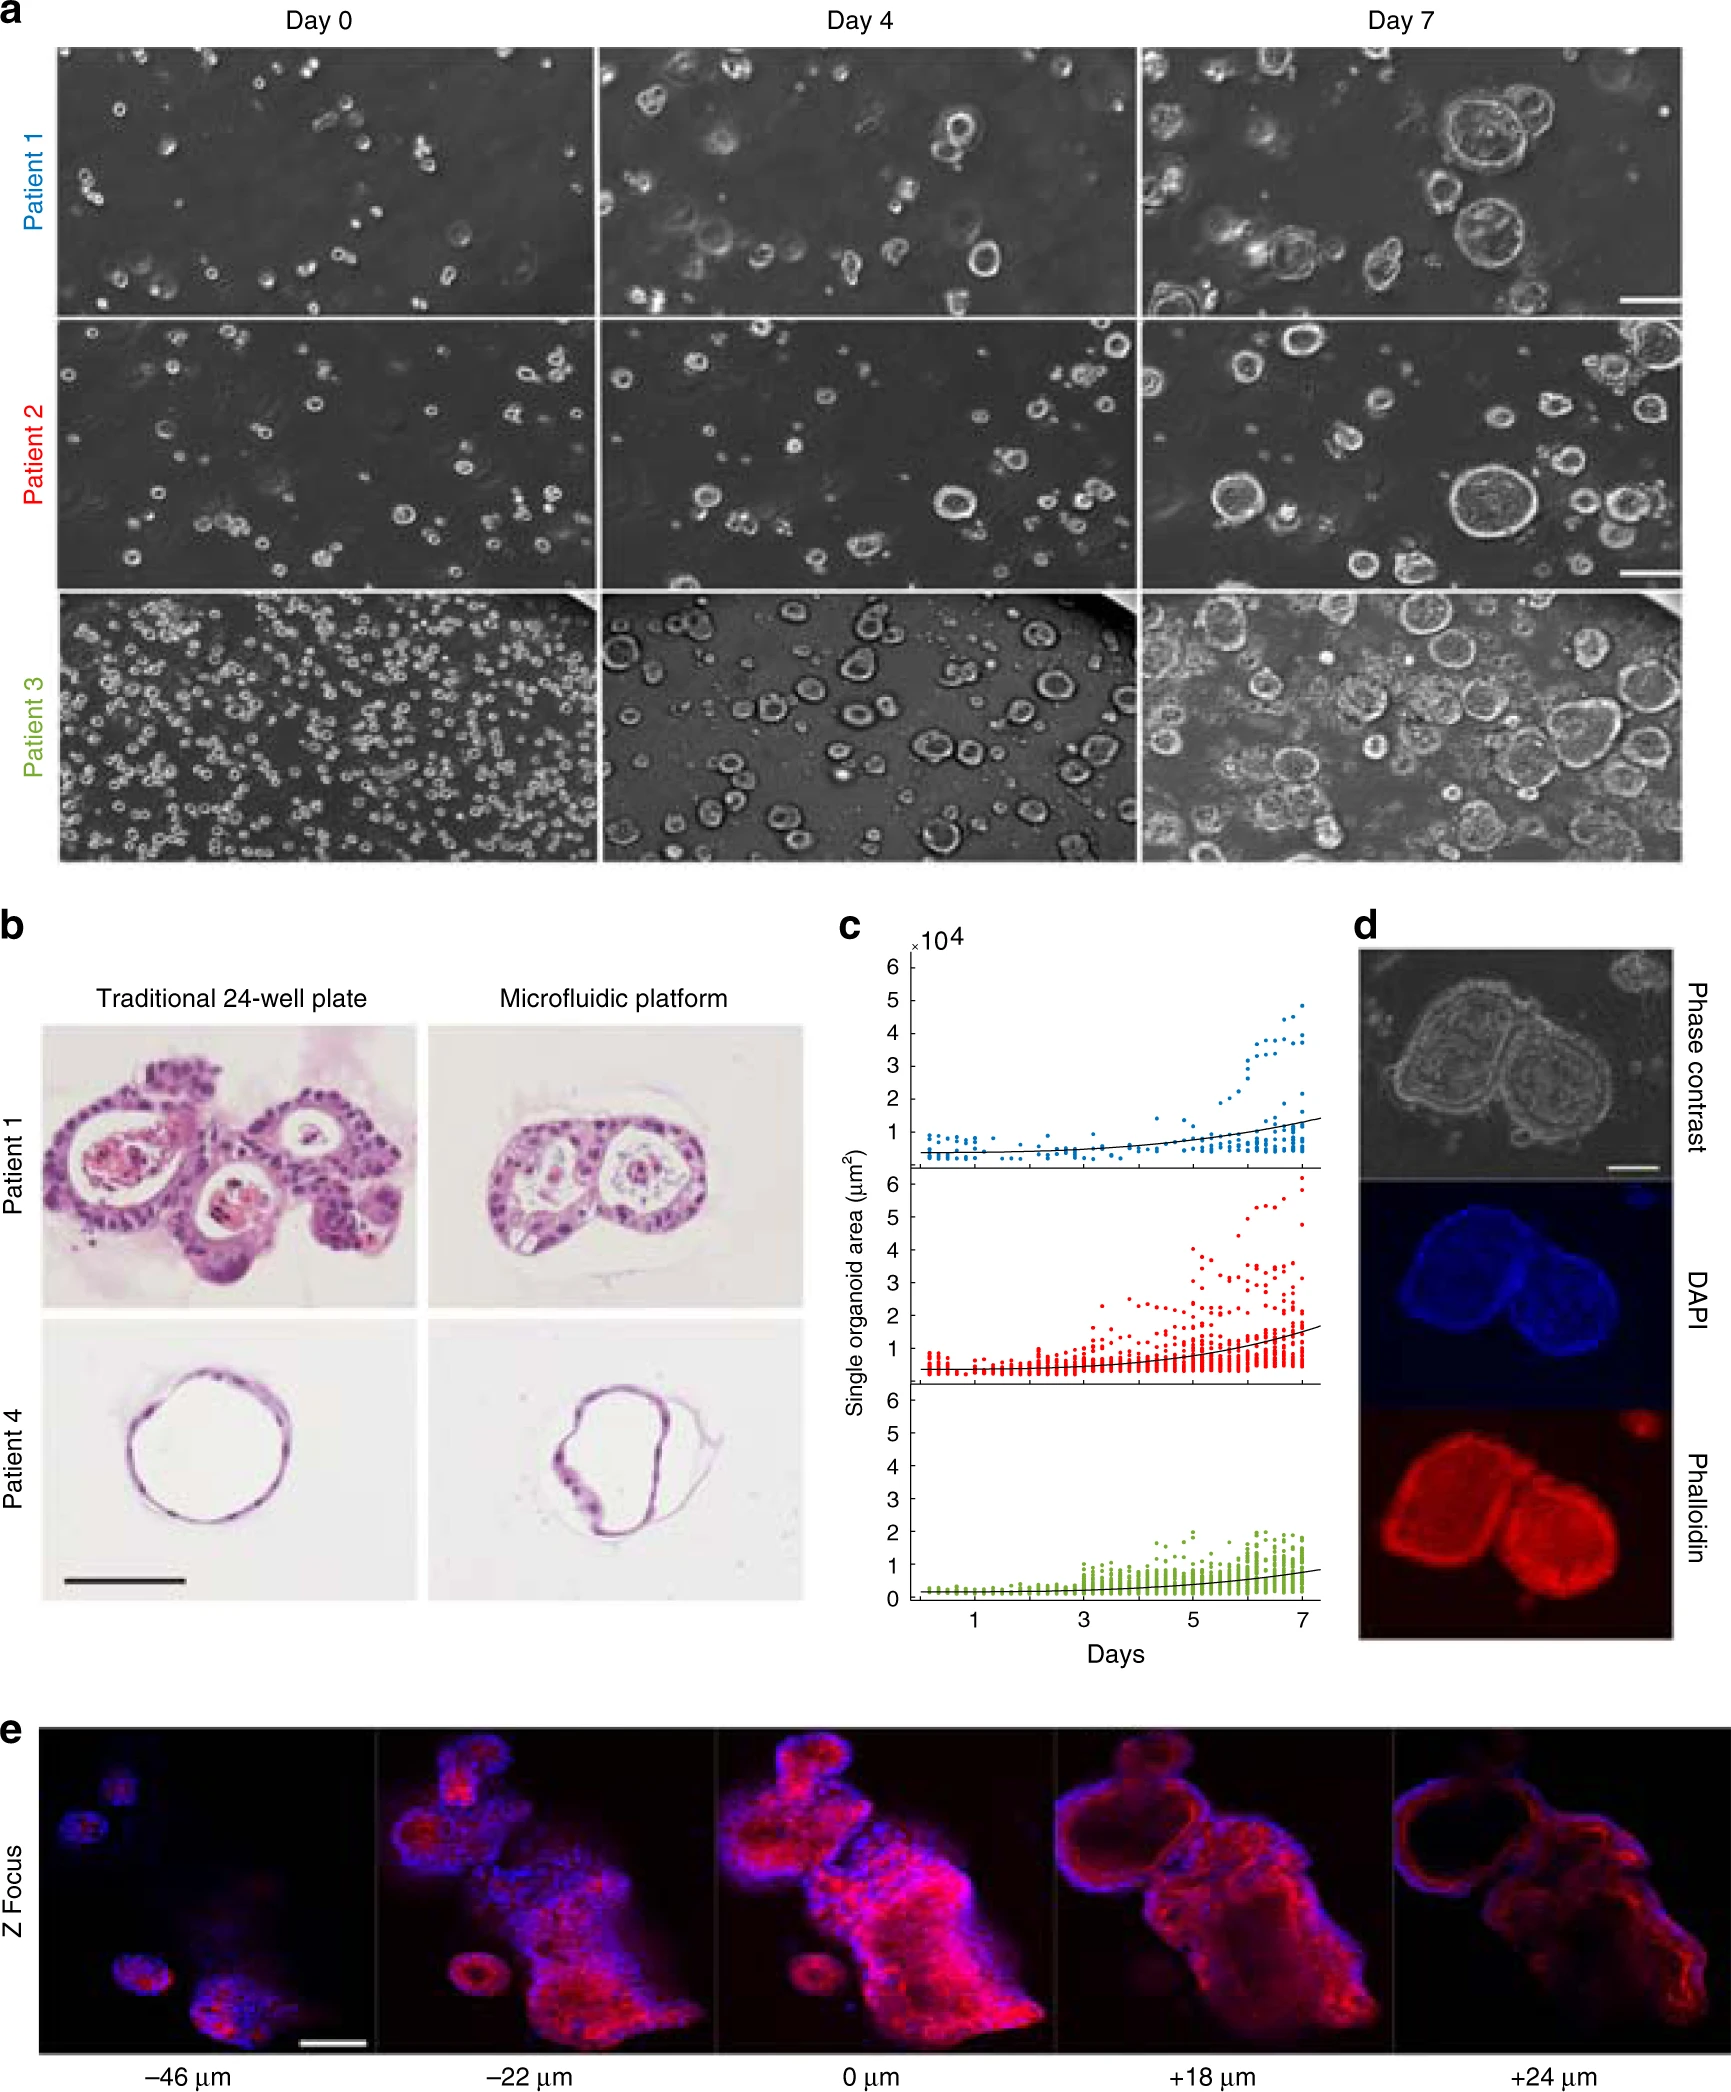 a
Day 0
Day 4
Day 7
Patient 1
Patient 2
Patient 3
b
Traditional 24-well plate
Microfluidic platform
Patient 1
Patient 4
c
×104
Single organoid area (μm²)
6
5
4
3
2
1
6
5
4
3
2
1
6
5
4
3
2
1
0
1
3
5
7
Days
d
Phase contrast
DAPI
Phalloidin
e
Z Focus
–46 μm
–22 μm
0 μm
+18 μm
+24 μm